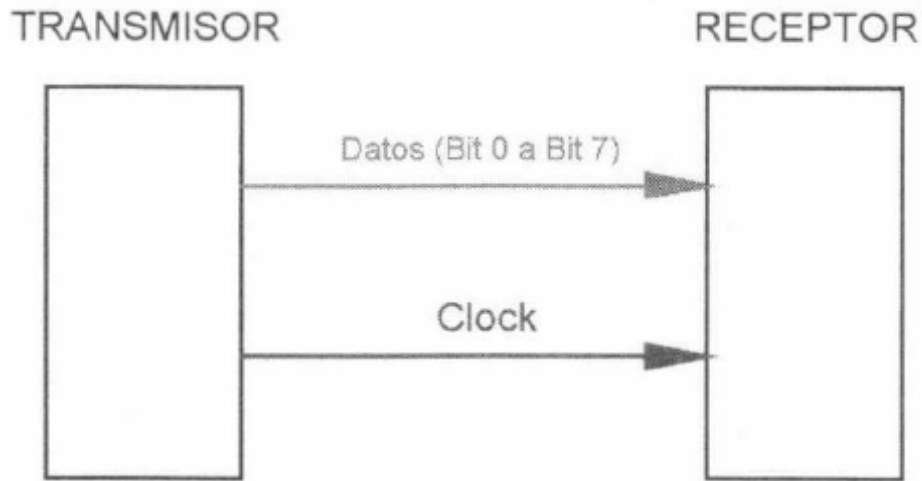 TRANSMISOR
RECEPTOR
Datos (Bit 0 a Bit 7)
Clock